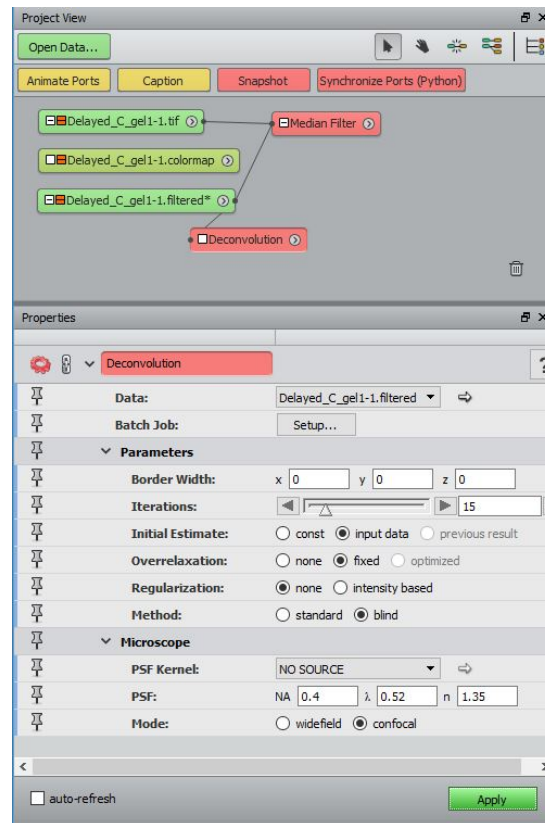 Project View
Open Data...
Animate Ports Caption Snapshot Synchronize Ports (Python)
Delayed_C_gel1-1.tif Median Filter
Delayed_C_gel1-1.colormap
Delayed_C_gel1-1.filtered*
Deconvolution
Properties
Deconvolution ?
Data: Delayed_C_gel1-1.filtered
Batch Job: Setup...
Parameters
Border Width: x 0 y 0 z 0
Iterations: 15
Initial Estimate: const input data previous result
Overrelaxation: none fixed optimized
Regularization: none intensity based
Method: standard blind
Microscope
PSF Kernel: NO SOURCE
PSF: NA 0.4 λ 0.52 n 1.35
Mode: widefield confocal
auto-refresh Apply